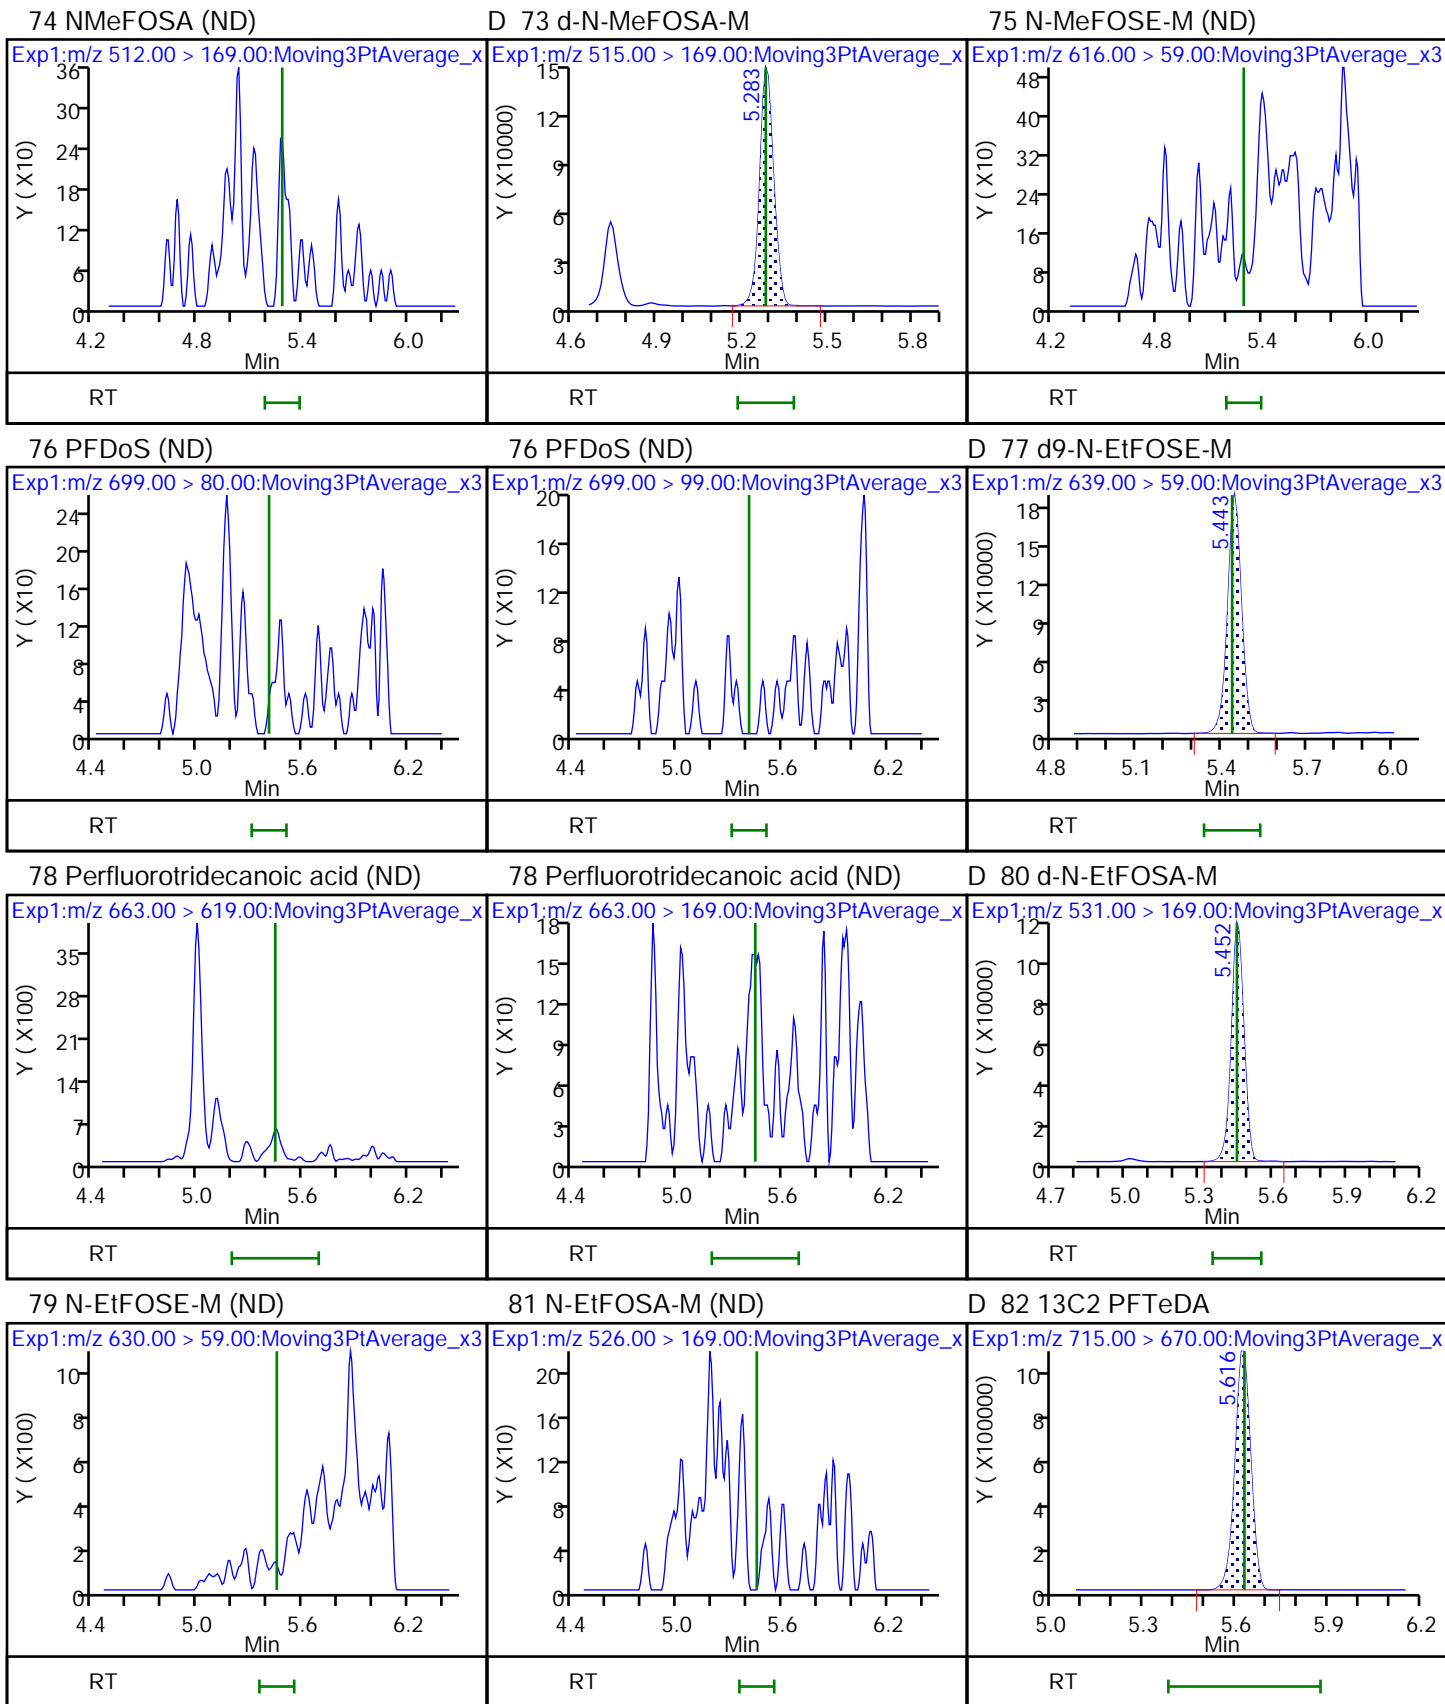 74 NMeFOSA (ND)
Exp1:m/z 512.00 > 169.00:Moving3PtAverage_x
Y ( X10)
36
30
24
18
12
6
0
4.2 4.8 5.4 6.0
Min
RT
D 73 d-N-MeFOSA-M
Exp1:m/z 515.00 > 169.00:Moving3PtAverage_x
Y ( X10000)
15
12
9
6
3
0
5.283
4.6 4.9 5.2 5.5 5.8
Min
RT
75 N-MeFOSE-M (ND)
Exp1:m/z 616.00 > 59.00:Moving3PtAverage_x3
Y ( X10)
48
40
32
24
16
8
0
4.2 4.8 5.4 6.0
Min
RT
76 PFDoS (ND)
Exp1:m/z 699.00 > 80.00:Moving3PtAverage_x3
Y ( X10)
24
20
16
12
8
4
0
4.4 5.0 5.6 6.2
Min
RT
76 PFDoS (ND)
Exp1:m/z 699.00 > 99.00:Moving3PtAverage_x3
Y ( X10)
20
16
12
8
4
0
4.4 5.0 5.6 6.2
Min
RT
D 77 d9-N-EtFOSE-M
Exp1:m/z 639.00 > 59.00:Moving3PtAverage_x3
Y ( X10000)
18
15
12
9
6
3
0
5.443
4.8 5.1 5.4 5.7 6.0
Min
RT
78 Perfluorotridecanoic acid (ND)
Exp1:m/z 663.00 > 619.00:Moving3PtAverage_x
Y ( X100)
35
28
21
14
7
0
4.4 5.0 5.6 6.2
Min
RT
78 Perfluorotridecanoic acid (ND)
Exp1:m/z 663.00 > 169.00:Moving3PtAverage_x
Y ( X10)
18
15
12
9
6
3
0
4.4 5.0 5.6 6.2
Min
RT
D 80 d-N-EtFOSA-M
Exp1:m/z 531.00 > 169.00:Moving3PtAverage_x
Y ( X10000)
12
10
8
6
4
2
0
5.452
4.7 5.0 5.3 5.6 5.9 6.2
Min
RT
79 N-EtFOSE-M (ND)
Exp1:m/z 630.00 > 59.00:Moving3PtAverage_x3
Y ( X100)
10
8
6
4
2
0
4.4 5.0 5.6 6.2
Min
RT
81 N-EtFOSA-M (ND)
Exp1:m/z 526.00 > 169.00:Moving3PtAverage_x
Y ( X10)
20
16
12
8
4
0
4.4 5.0 5.6 6.2
Min
RT
D 82 13C2 PFTeDA
Exp1:m/z 715.00 > 670.00:Moving3PtAverage_x
Y ( X100000)
10
8
6
4
2
0
5.616
5.0 5.3 5.6 5.9 6.2
Min
RT